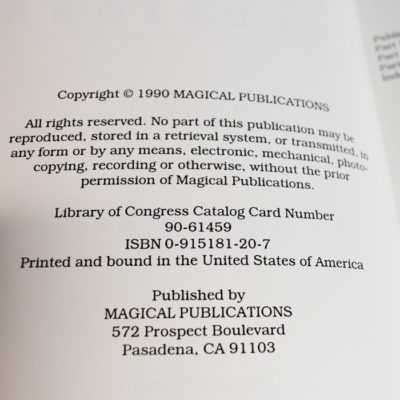 Copyright © 1990 MAGICAL PUBLICATIONS
All rights reserved. No part of this publication may be
reproduced, stored in a retrieval system, or transmitted, in
any form or by any means, electronic, mechanical, photo-
copying, recording or otherwise, without the prior
permission of Magical Publications.
Library of Congress Catalog Card Number
90-61459
ISBN 0-915181-20-7
Printed and bound in the United States of America
Published by
MAGICAL PUBLICATIONS
572 Prospect Boulevard
Pasadena, CA 91103